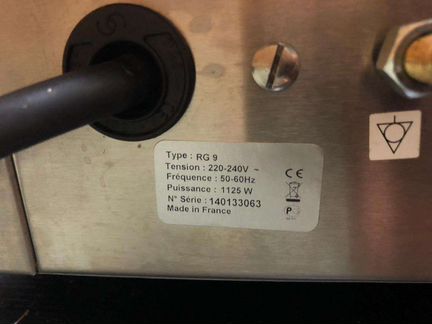 Type : RG 9
Tension : 220-240V ~
Fréquence : 50-60Hz
Puissance : 1125 W
N° Série : 140133063
Made in France
CE